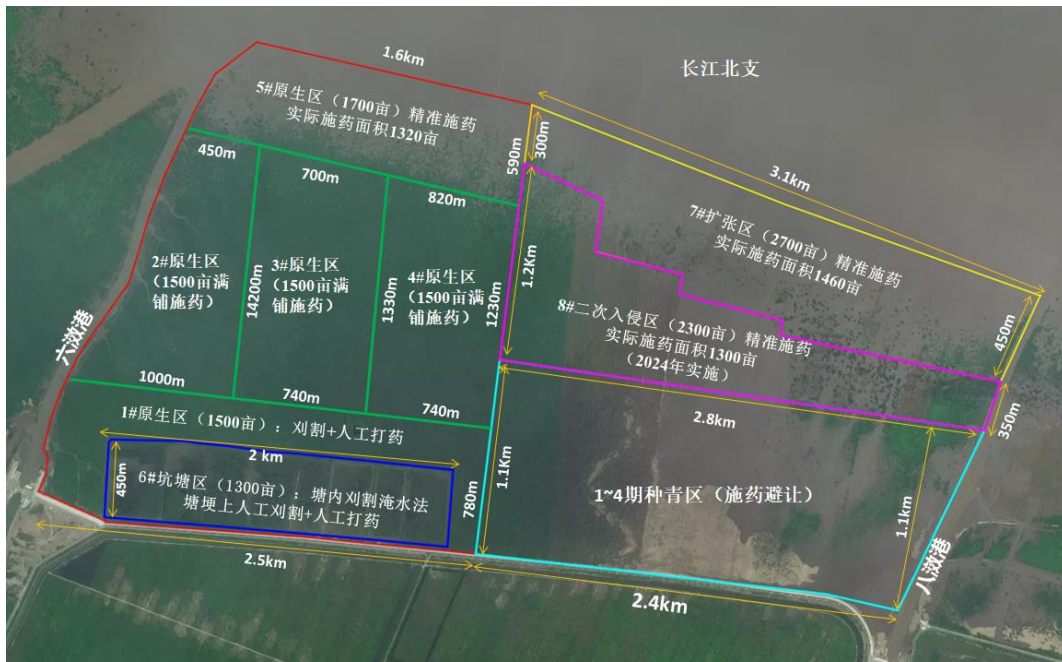 1.6km
长江北支
5#原生区（1700亩）精准施药
实际施药面积1320亩
590m
300m
3.1km
450m
700m
820m
7#扩张区（2700亩）精准施药
实际施药面积1460亩
2#原生区
（1500亩满
铺施药）
14200m
3#原生区
（1500亩满
铺施药）
1330m
4#原生区
（1500亩满
铺施药）
1230m
1.2Km
8#二次入侵区（2300亩）精准施药
实际施药面积1300亩
（2024年实施）
450m
350m
六滧港
1000m
740m
740m
2.8km
1#原生区（1500亩）：刈割+人工打药
2 km
450m
6#坑塘区（1300亩）：塘内刈割淹水法
塘埂上人工刈割+人工打药
780m
1.1Km
1~4期种青区（施药避让）
1.1km
八滧港
2.5km
2.4km